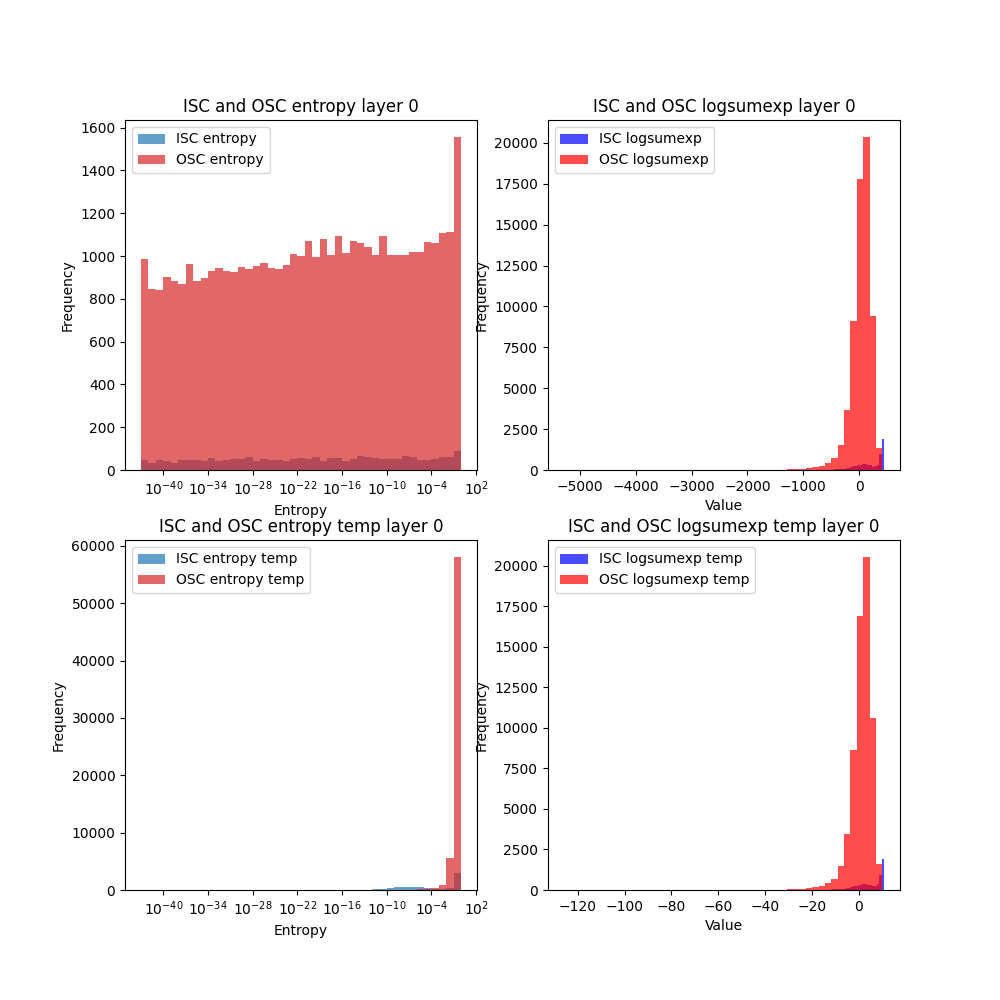 ISC and OSC entropy layer 0
1600
1400
1200
1000
800
600
400
200
0
Frequency
ISC entropy
OSC entropy
10⁻⁴⁰ 10⁻³⁴ 10⁻²⁸ 10⁻²² 10⁻¹⁶ 10⁻¹⁰ 10⁻⁴ 10²
Entropy
ISC and OSC logsumexp layer 0
20000
17500
15000
12500
10000
7500
5000
2500
0
Frequency
ISC logsumexp
OSC logsumexp
−5000 −4000 −3000 −2000 −1000 0
Value
ISC and OSC entropy temp layer 0
60000
50000
40000
30000
20000
10000
0
Frequency
ISC entropy temp
OSC entropy temp
10⁻⁴⁰ 10⁻³⁴ 10⁻²⁸ 10⁻²² 10⁻¹⁶ 10⁻¹⁰ 10⁻⁴ 10²
Entropy
ISC and OSC logsumexp temp layer 0
20000
17500
15000
12500
10000
7500
5000
2500
0
Frequency
ISC logsumexp temp
OSC logsumexp temp
−120 −100 −80 −60 −40 −20 0
Value